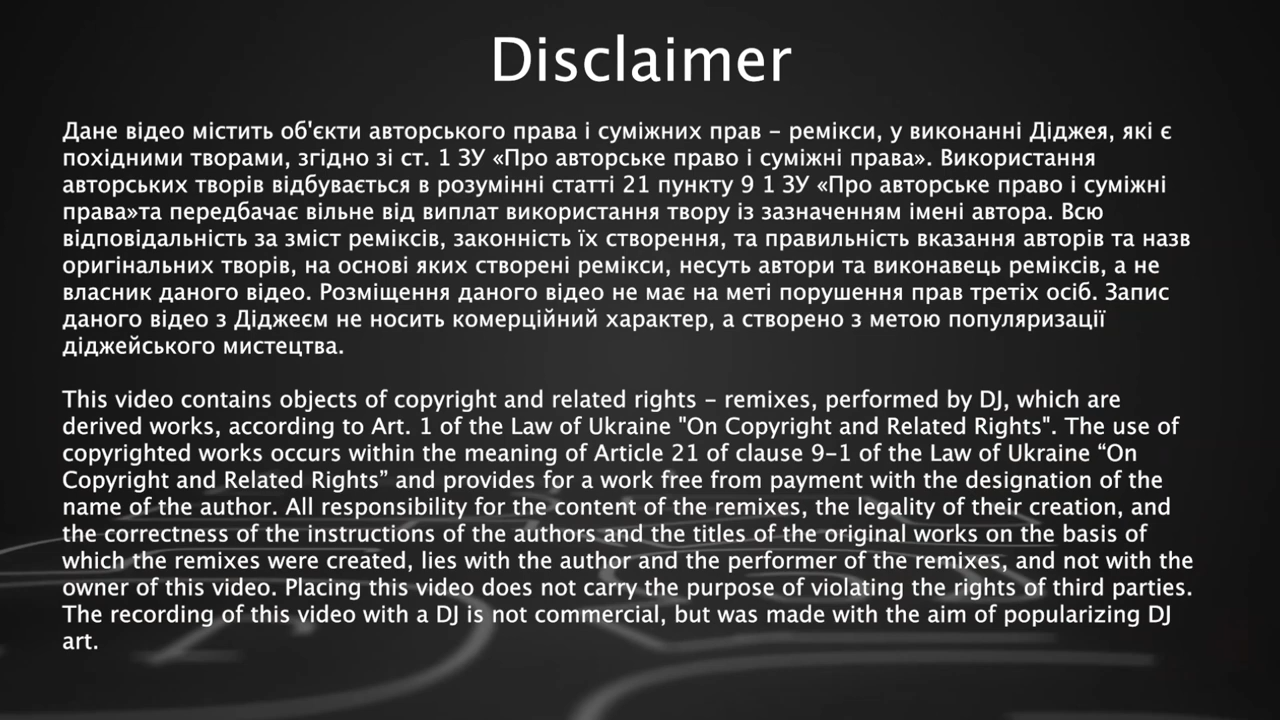 Disclaimer
Дане відео містить об'єкти авторського права і суміжних прав – ремікси, у виконанні Діджея, які є
похідними творами, згідно зі ст. 1 ЗУ «Про авторське право і суміжні права». Використання
авторських творів відбувається в розумінні статті 21 пункту 9 1 ЗУ «Про авторське право і суміжні
права»та передбачає вільне від виплат використання твору із зазначенням імені автора. Всю
відповідальність за зміст реміксів, законність їх створення, та правильність вказання авторів та назв
оригінальних творів, на основі яких створені ремікси, несуть автори та виконавець реміксів, а не
власник даного відео. Розміщення даного відео не має на меті порушення прав третіх осіб. Запис
даного відео з Діджеєм не носить комерційний характер, а створено з метою популяризації
діджейського мистецтва.
This video contains objects of copyright and related rights – remixes, performed by DJ, which are
derived works, according to Art. 1 of the Law of Ukraine "On Copyright and Related Rights". The use of
copyrighted works occurs within the meaning of Article 21 of clause 9–1 of the Law of Ukraine “On
Copyright and Related Rights” and provides for a work free from payment with the designation of the
name of the author. All responsibility for the content of the remixes, the legality of their creation, and
the correctness of the instructions of the authors and the titles of the original works on the basis of
which the remixes were created, lies with the author and the performer of the remixes, and not with the
owner of this video. Placing this video does not carry the purpose of violating the rights of third parties.
The recording of this video with a DJ is not commercial, but was made with the aim of popularizing DJ
art.